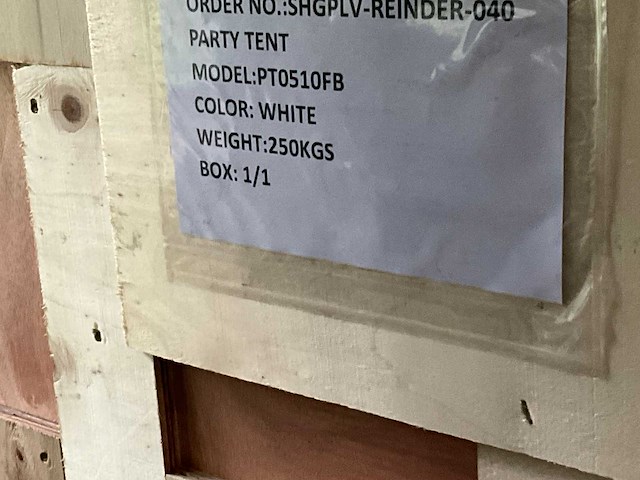 ORDER NO.:SHGPLV-REINDER-040
PARTY TENT
MODEL:PT0510FB
COLOR: WHITE
WEIGHT:250KGS
BOX: 1/1